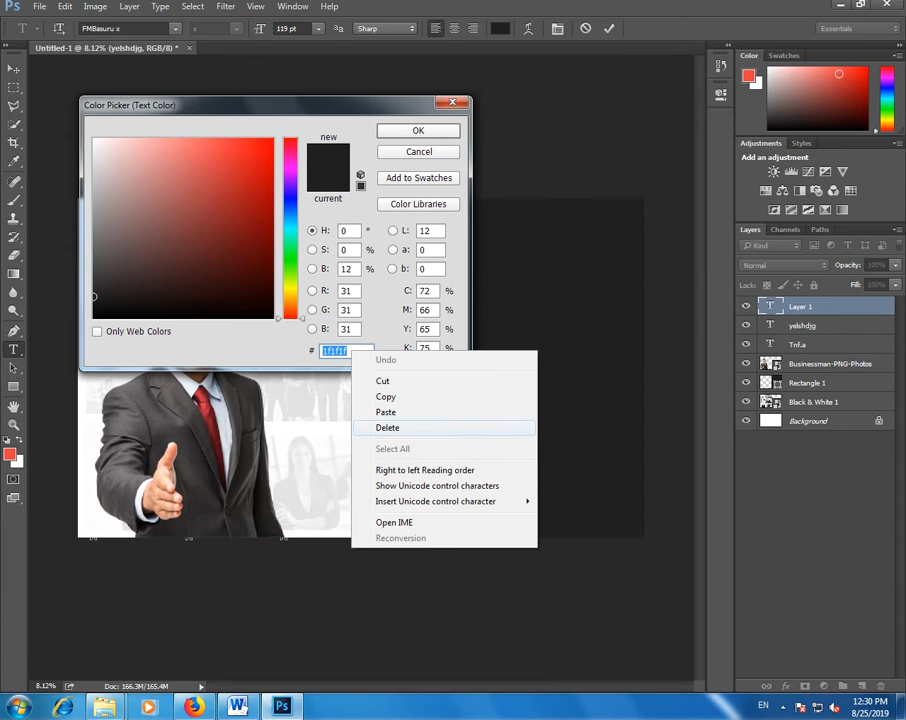 Ps File Edit Image Layer Type Select Filter View Window Help
T FMBasuru x x 119 pt aa Sharp Essentials
Untitled-1 @ 8.12% (yelshdjg, RGB/8) * ×
Color Swatches
Adjustments Styles
Add an adjustment
Layers Channels Paths
Kind
Normal Opacity: 100%
Lock: Fill: 100%
T Layer 1
T yelshdjg
T Tnf.a
Businessman-PNG-Photos
Rectangle 1
Black & White 1
Background
Color Picker (Text Color)
new
current
OK
Cancel
Add to Swatches
Color Libraries
H: 0 ° L: 12
S: 0 % a: 0
B: 12 % b: 0
R: 31 C: 72 %
G: 31 M: 66 %
B: 31 Y: 65 %
# 1f1f1f K: 75 %
Only Web Colors
Undo
Cut
Copy
Paste
Delete
Select All
Right to left Reading order
Show Unicode control characters
Insert Unicode control character
Open IME
Reconversion
8.12% Doc: 166.3M/165.4M
W Ps EN 12:30 PM
8/25/2019